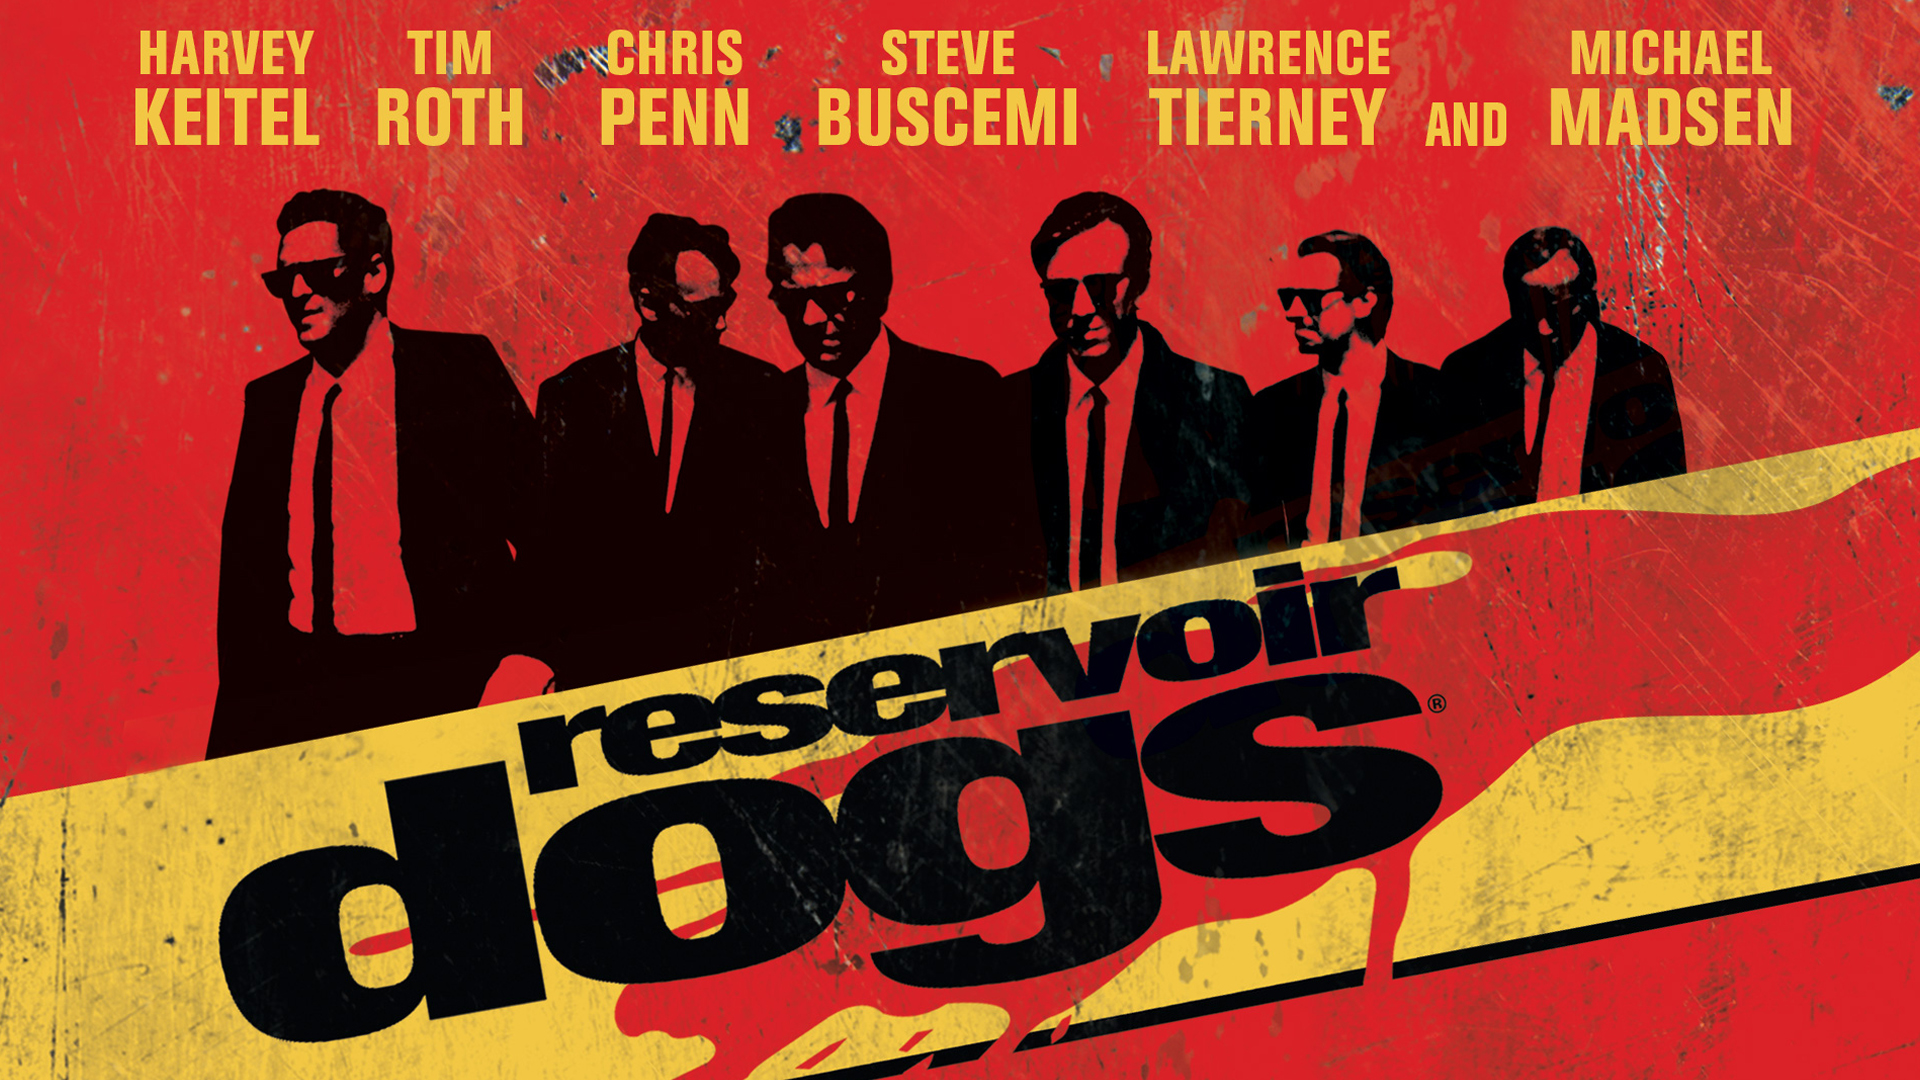 HARVEY TIM CHRIS STEVE LAWRENCE MICHAEL
KEITEL ROTH PENN BUSCEMI TIERNEY AND MADSEN
reservoir
dogs®